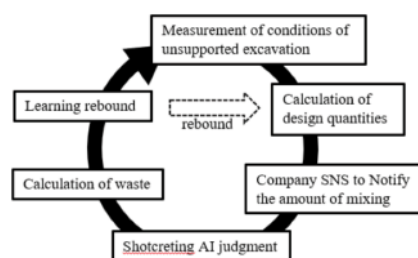 Measurement of conditions of
unsupported excavation
Learning rebound
rebound
Calculation of
design quantities
Calculation of waste
Company SNS to Notify
the amount of mixing
Shotcreting AI judgment